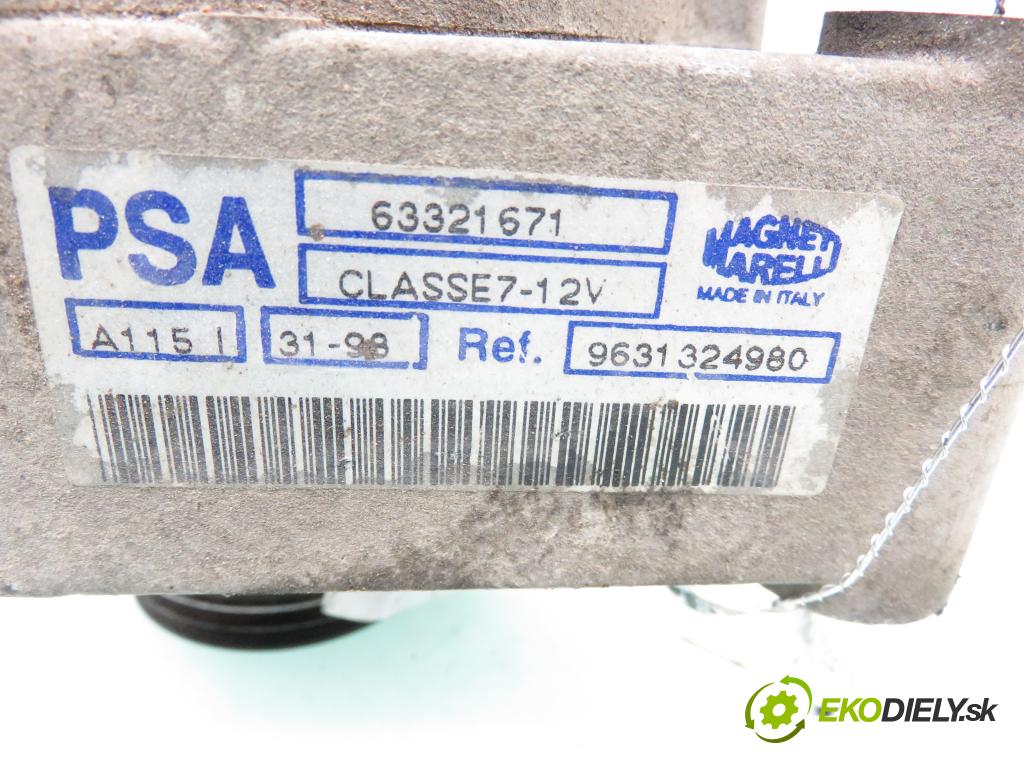 PSA
63321671
CLASSE7-12V
MAGNETI
MARELLI
MADE IN ITALY
A115 I
31-98
Ref. 9631324980
EKODIELY.sk